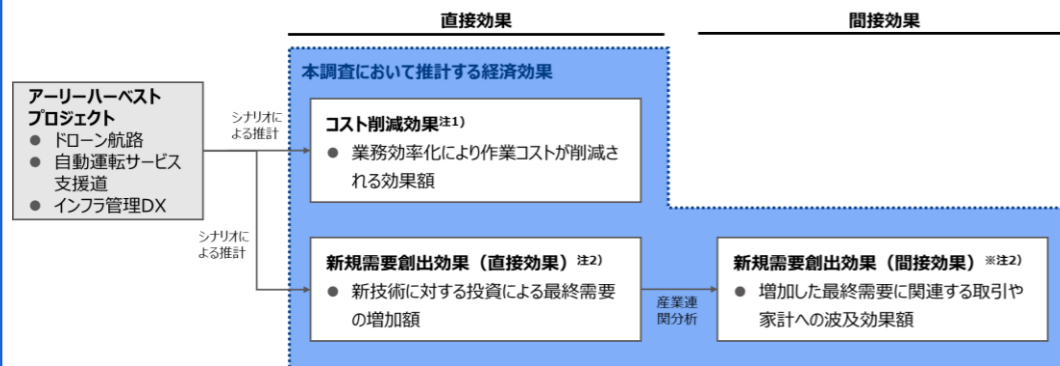 直接効果
間接効果
本調査において推計する経済効果
アーリーハーベスト
プロジェクト
● ドローン航路
● 自動運転サービス
支援道
● インフラ管理DX
シナリオに
よる推計
コスト削減効果注1)
● 業務効率化により作業コストが削減さ
れる効果額
シナリオに
よる推計
新規需要創出効果（直接効果）注2)
● 新技術に対する投資による最終需要
の増加額
産業連
関分析
新規需要創出効果（間接効果）※注2)
● 増加した最終需要に関連する取引や
家計への波及効果額